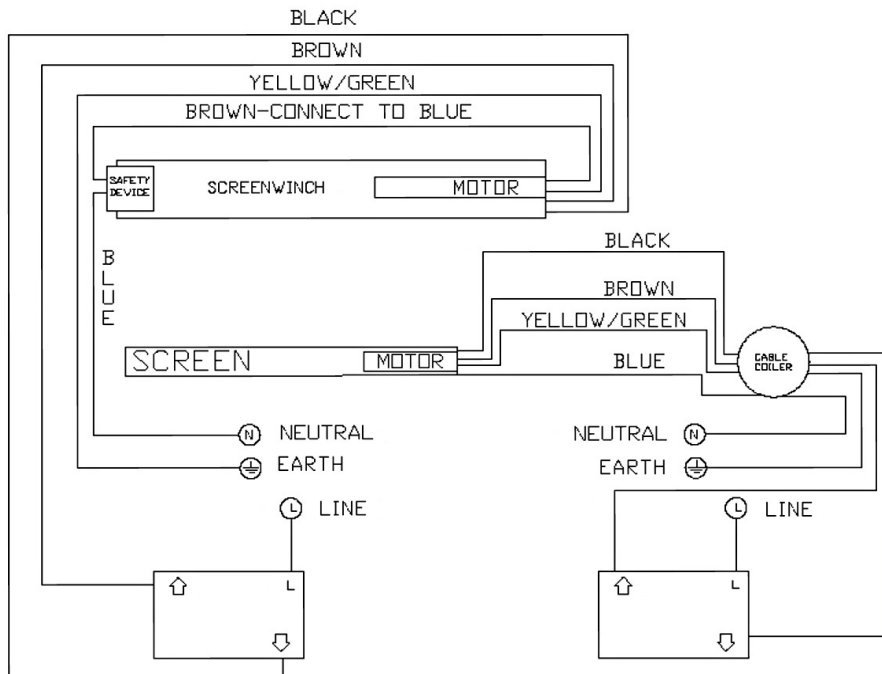 BLACK
BROWN
YELLOW/GREEN
BROWN-CONNECT TO BLUE
SAFETY
DEVICE
SCREENWINCH
MOTOR
BLUE
BLACK
BROWN
YELLOW/GREEN
SCREEN
MOTOR
BLUE
CABLE
COILER
N NEUTRAL
NEUTRAL N
EARTH
EARTH
L LINE
L LINE
L
L